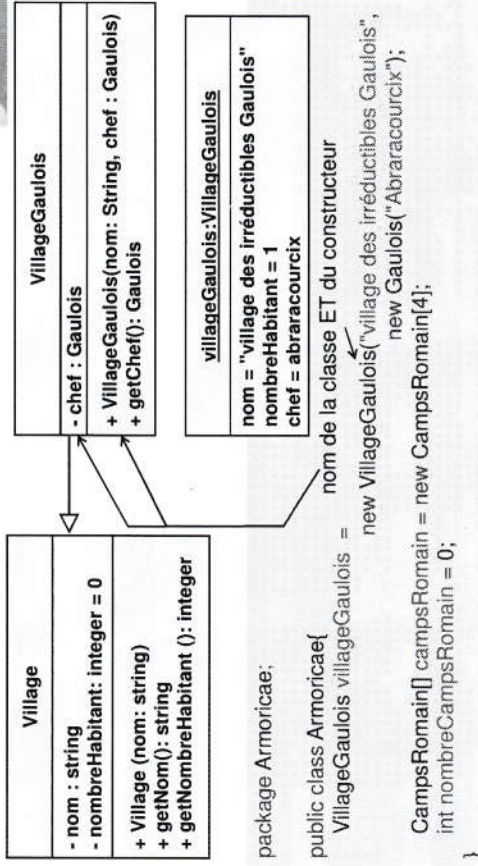 Village
- nom : string
- nombreHabitant: integer = 0
+ Village (nom: string)
+ getNom(): string
+ getNombreHabitant (): integer
VillageGaulois
- chef : Gaulois
+ VillageGaulois(nom: String, chef : Gaulois)
+ getChef(): Gaulois
villageGaulois:VillageGaulois
nom = "village des irréductibles Gaulois"
nombreHabitant = 1
chef = abraracourcix
nom de la classe ET du constructeur
package Armoricae;
public class Armoricae{
VillageGaulois villageGaulois =
new VillageGaulois("village des irréductibles Gaulois",
new Gaulois("Abraracourcix");
CampsRomain[] campsRomain = new CampsRomain[4];
int nombreCampsRomain = 0;
}